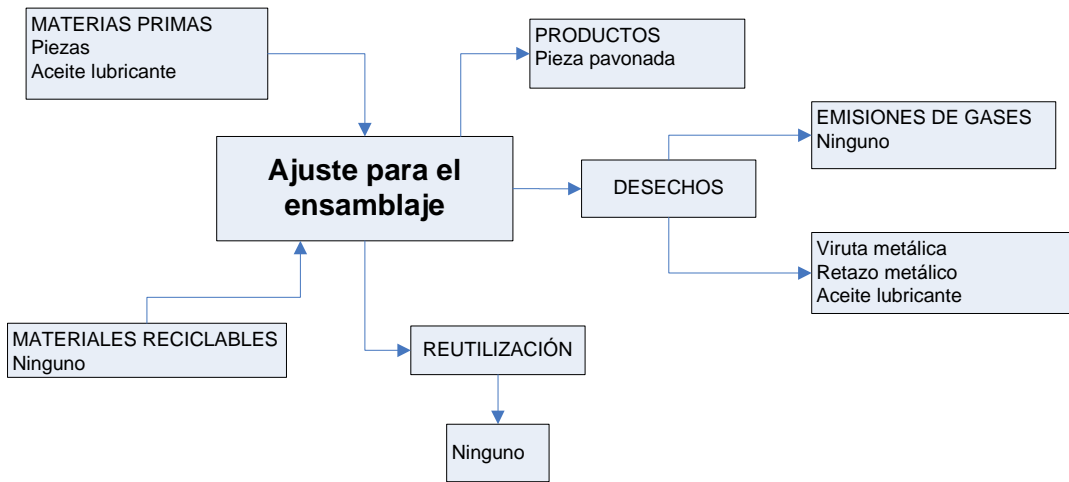 MATERIAS PRIMAS
Piezas
Aceite lubricante
PRODUCTOS
Pieza pavonada
EMISIONES DE GASES
Ninguno
Ajuste para el
ensamblaje
DESECHOS
Viruta metálica
Retazo metálico
Aceite lubricante
MATERIALES RECICLABLES
Ninguno
REUTILIZACIÓN
Ninguno